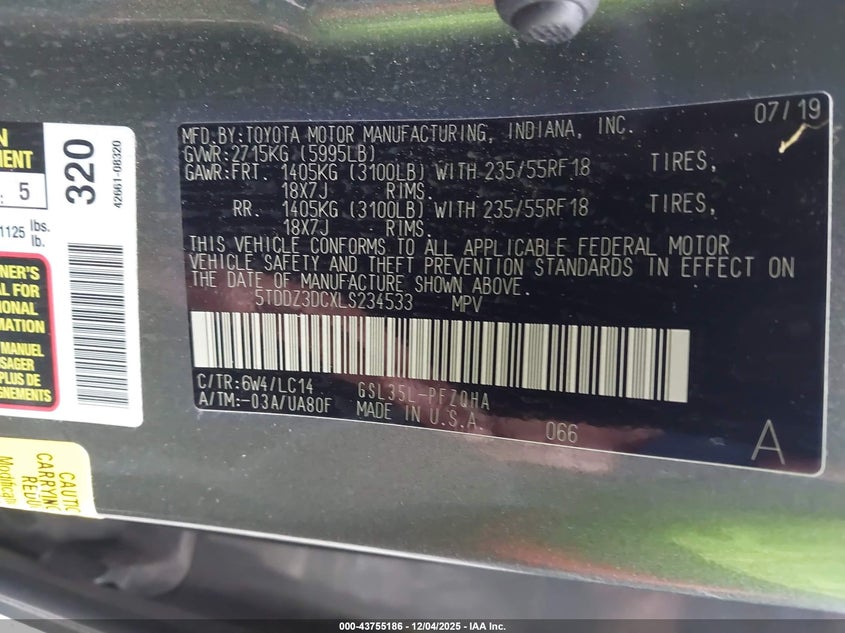 MFD.BY:TOYOTA MOTOR MANUFACTURING, INDIANA, INC. 07/19
GVWR:2715KG (5995LB)
GAWR:FRT. 1405KG (3100LB) WITH 235/55RF18 TIRES,
18X7J RIMS.
RR. 1405KG (3100LB) WITH 235/55RF18 TIRES,
18X7J RIMS.
THIS VEHICLE CONFORMS TO ALL APPLICABLE FEDERAL MOTOR
VEHICLE SAFETY AND THEFT PREVENTION STANDARDS IN EFFECT ON
THE DATE OF MANUFACTURE SHOWN ABOVE.
5TDDZ3DCXLS234533 MPV
C/TR:6W4/LC14 GSL35L-PFZQHA
A/TM:-03A/UA80F MADE IN U.S.A.
066
A
320
42661-08320
: 5
1125 lbs.
lb.
MANUEL
000-43755186 - 12/04/2025 - IAA Inc.